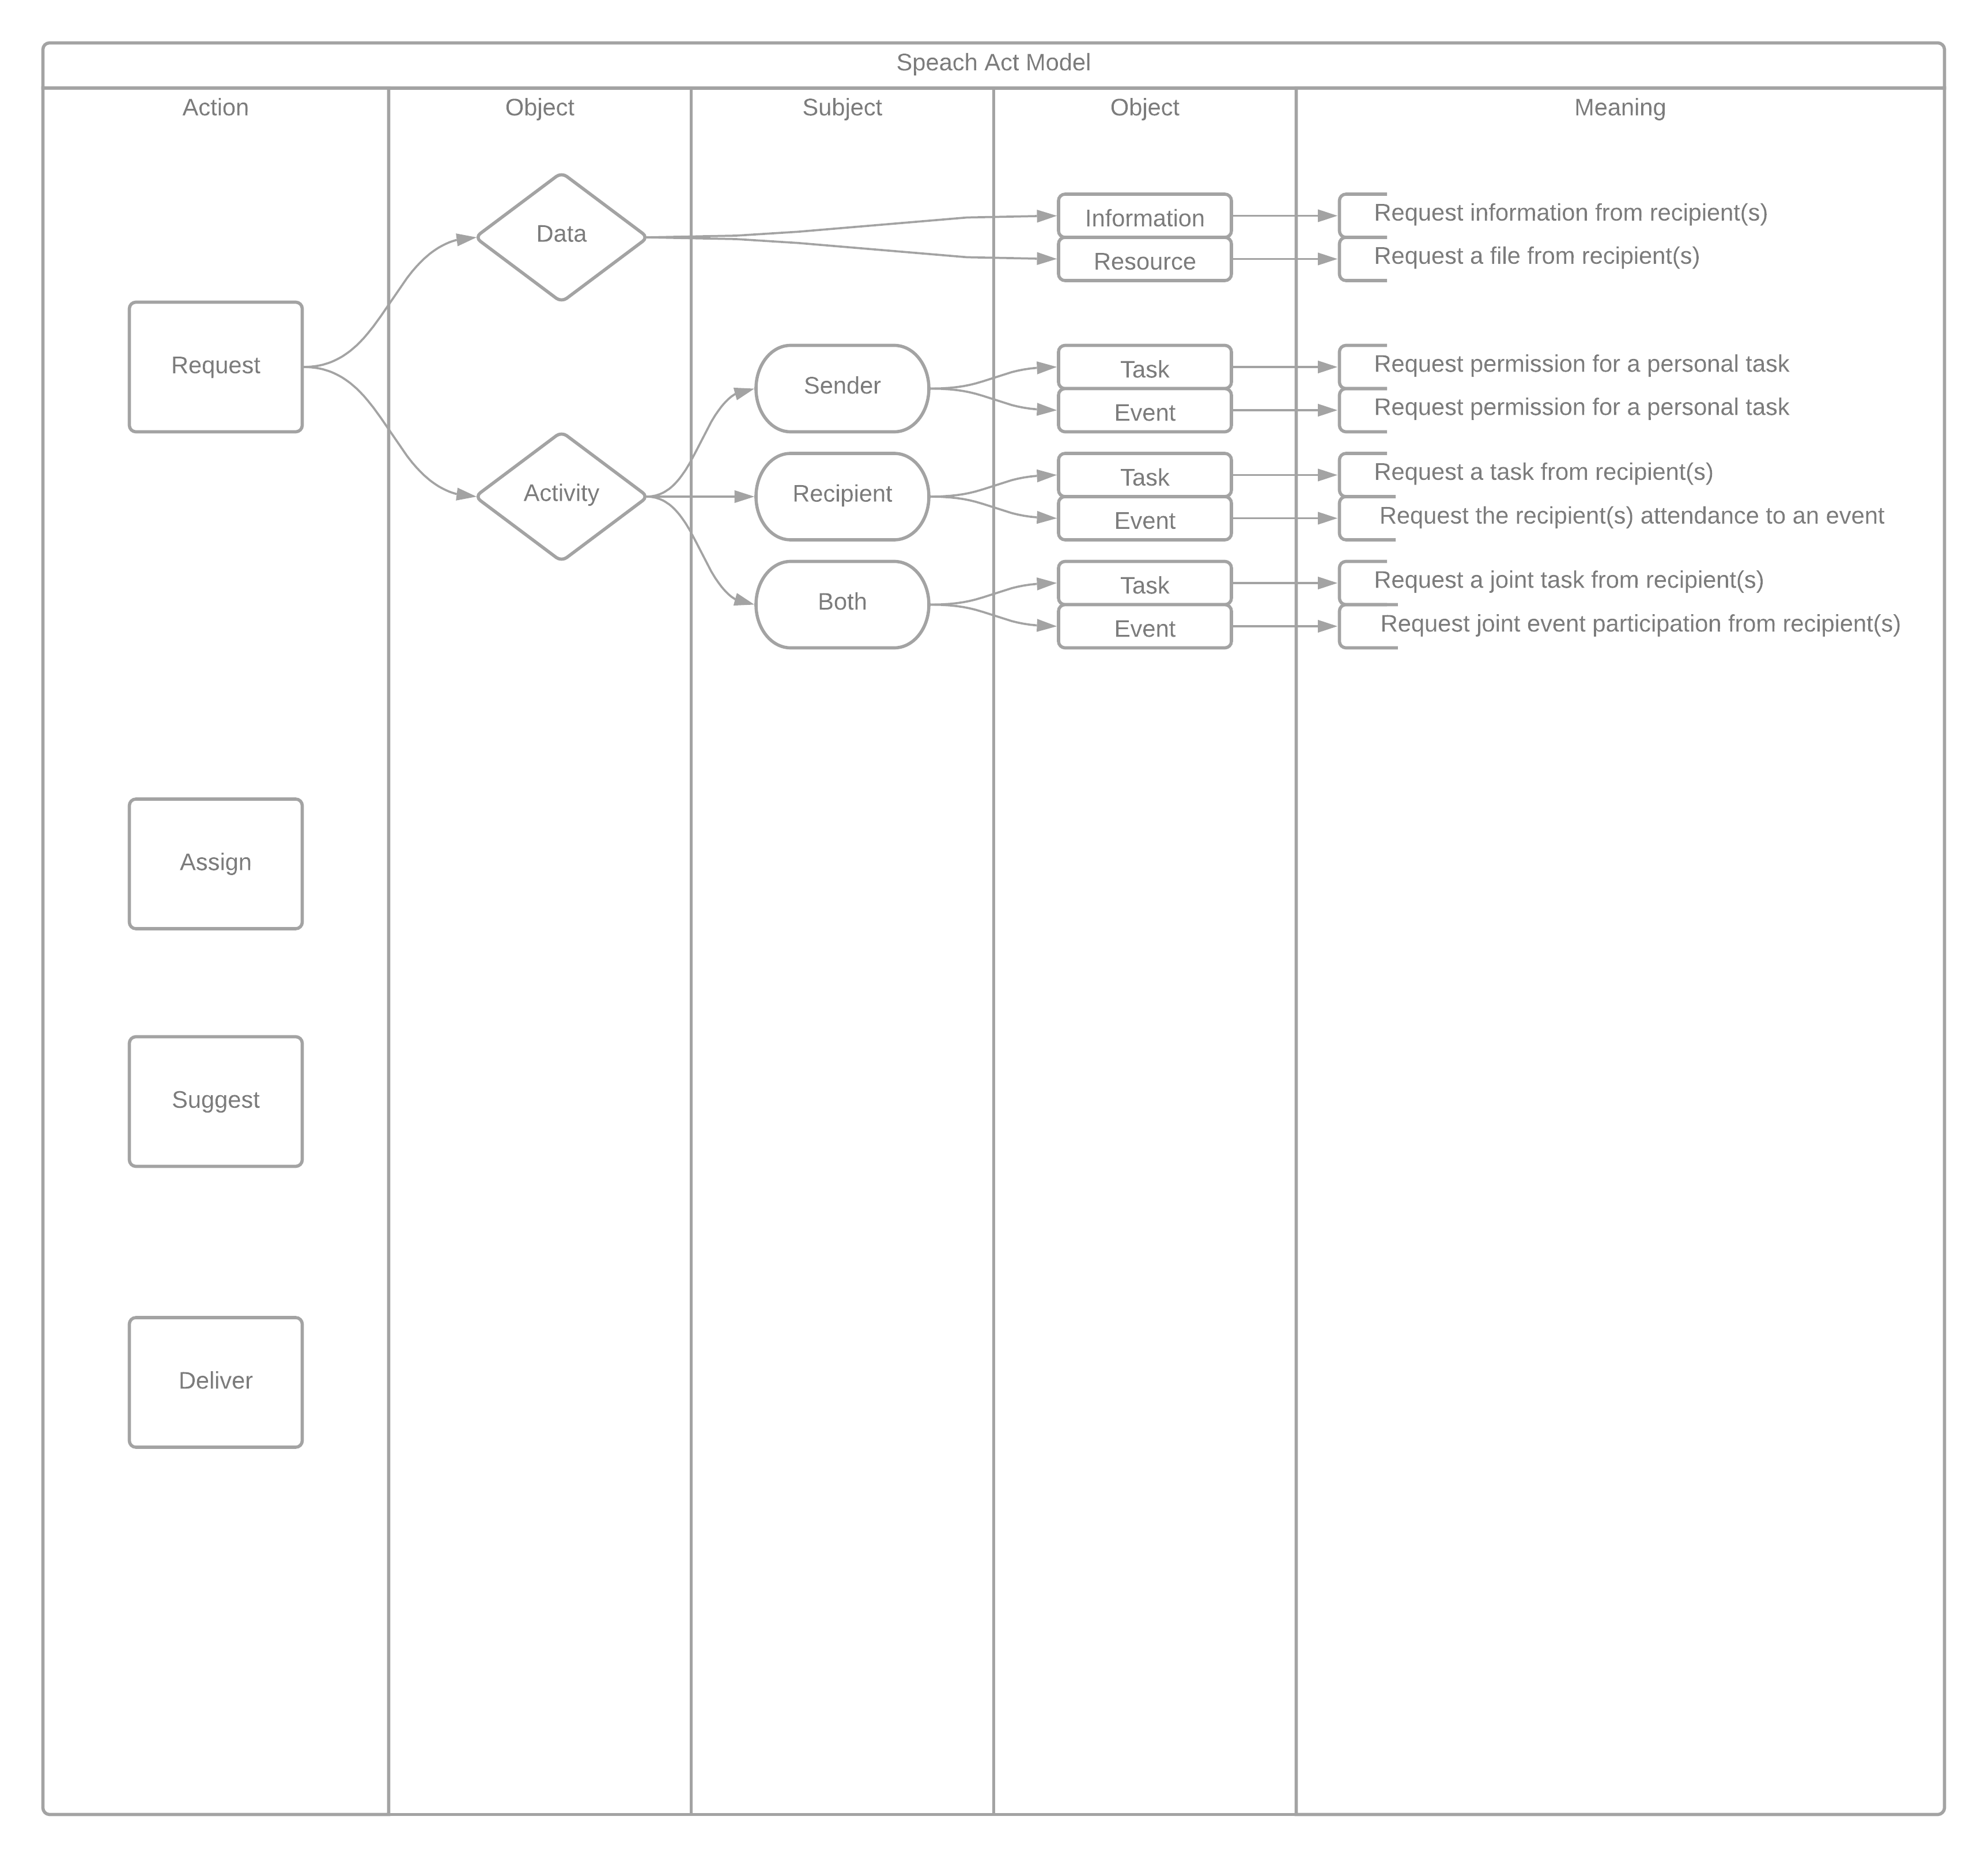 Speach Act Model
Action
Object
Subject
Object
Meaning
Request
Data
Information
Request information from recipient(s)
Resource
Request a file from recipient(s)
Activity
Sender
Task
Request permission for a personal task
Event
Request permission for a personal task
Recipient
Task
Request a task from recipient(s)
Event
Request the recipient(s) attendance to an event
Both
Task
Request a joint task from recipient(s)
Event
Request joint event participation from recipient(s)
Assign
Suggest
Deliver